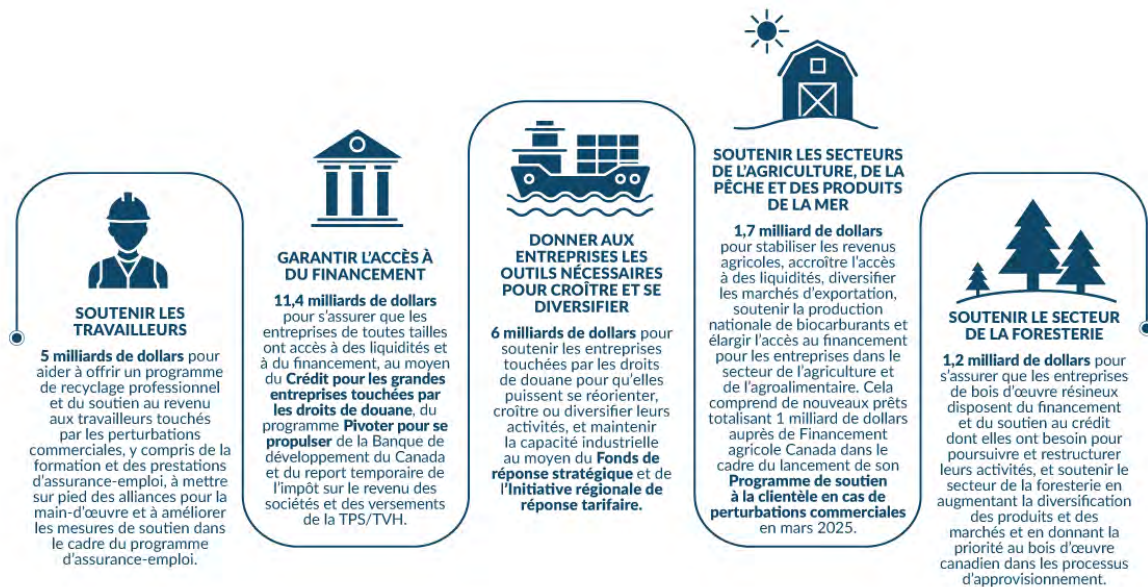 SOUTENIR LES
TRAVAILLEURS
5 milliards de dollars pour
aider à offrir un programme
de recyclage professionnel
et du soutien au revenu
aux travailleurs touchés
par les perturbations
commerciales, y compris de la
formation et des prestations
d'assurance-emploi, à mettre
sur pied des alliances pour la
main-d'œuvre et à améliorer
les mesures de soutien dans
le cadre du programme
d'assurance-emploi.
GARANTIR L'ACCÈS À
DU FINANCEMENT
11,4 milliards de dollars
pour s'assurer que les
entreprises de toutes tailles
ont accès à des liquidités et
à du financement, au moyen
du Crédit pour les grandes
entreprises touchées par
les droits de douane, du
programme Pivoter pour se
propulser de la Banque de
développement du Canada
et du report temporaire de
l'impôt sur le revenu des
sociétés et des versements
de la TPS/TVH.
DONNER AUX
ENTREPRISES LES
OUTILS NÉCESSAIRES
POUR CROÎTRE ET SE
DIVERSIFIER
6 milliards de dollars pour
soutenir les entreprises
touchées par les droits
de douane pour qu'elles
puissent se réorienter,
croître ou diversifier leurs
activités, et maintenir
la capacité industrielle
au moyen du Fonds de
réponse stratégique et de
l'Initiative régionale de
réponse tarifaire.
SOUTENIR LES SECTEURS
DE L'AGRICULTURE, DE LA
PÊCHE ET DES PRODUITS
DE LA MER
1,7 milliard de dollars
pour stabiliser les revenus
agricoles, accroître l'accès
à des liquidités, diversifier
les marchés d'exportation,
soutenir la production
nationale de biocarburants et
élargir l'accès au financement
pour les entreprises dans le
secteur de l'agriculture et
de l'agroalimentaire. Cela
comprend de nouveaux prêts
totalisant 1 milliard de dollars
auprès de Financement
agricole Canada dans le
cadre du lancement de son
Programme de soutien
à la clientèle en cas de
perturbations commerciales
en mars 2025.
SOUTENIR LE SECTEUR
DE LA FORESTERIE
1,2 milliard de dollars pour
s'assurer que les entreprises
de bois d'œuvre résineux
disposent du financement
et du soutien au crédit
dont elles ont besoin pour
poursuivre et restructurer
leurs activités, et soutenir le
secteur de la foresterie en
augmentant la diversification
des produits et des
marchés et en donnant la
priorité au bois d'œuvre
canadien dans les processus
d'approvisionnement.